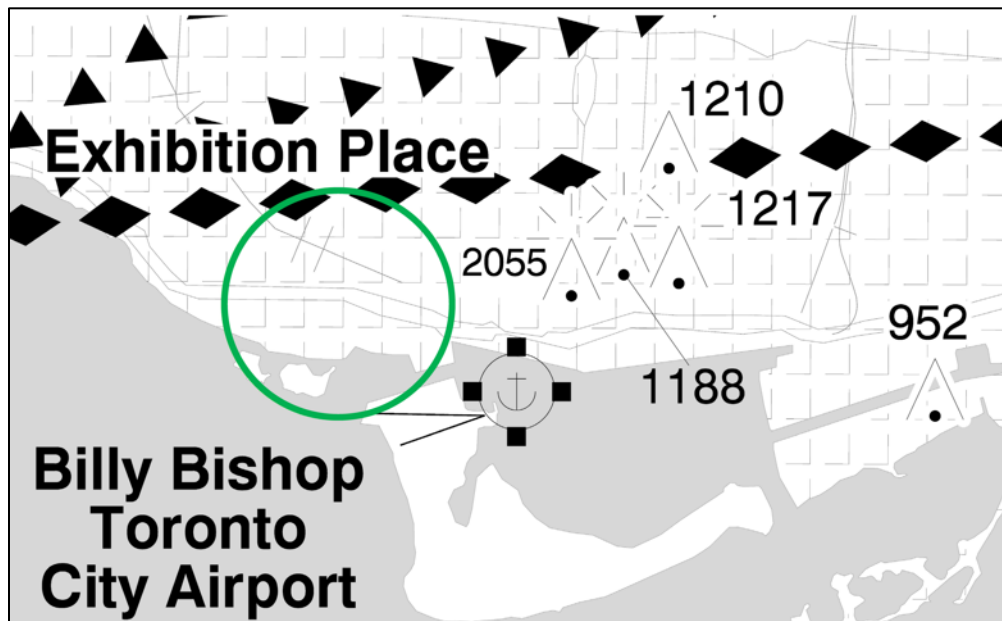 1210
Exhibition Place
1217
2055
952
1188
Billy Bishop
Toronto
City Airport